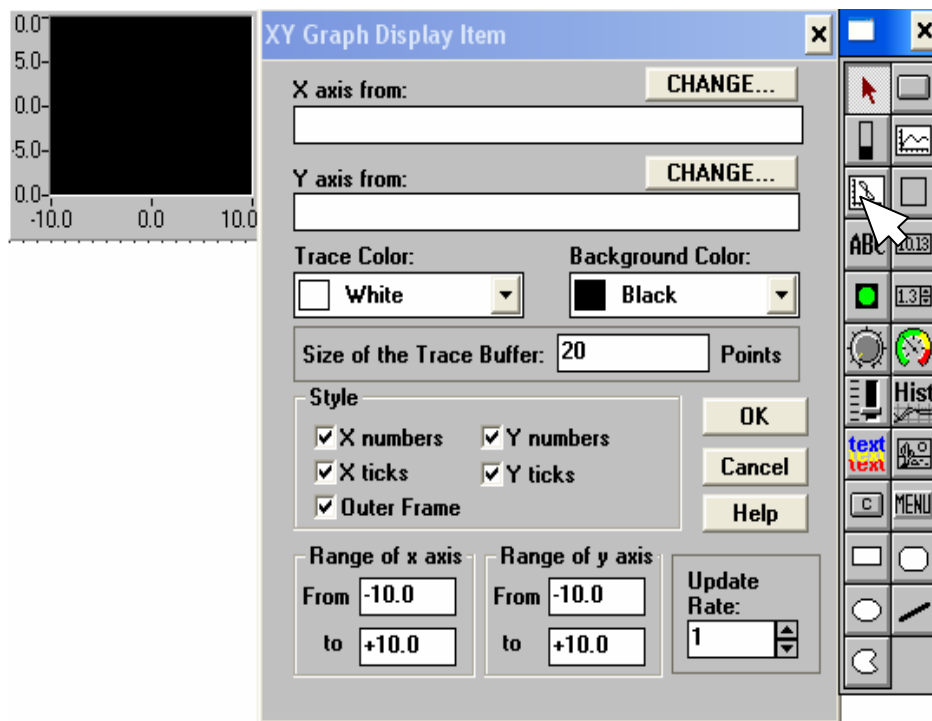 0.0
5.0
0.0
-5.0
0.0
-10.0 0.0 10.0
XY Graph Display Item
X axis from:
CHANGE...
Y axis from:
CHANGE...
Trace Color:
Background Color:
White
Black
Size of the Trace Buffer: 20 Points
Style
X numbers
Y numbers
X ticks
Y ticks
Outer Frame
OK
Cancel
Help
Range of x axis
From -10.0
to +10.0
Range of y axis
From -10.0
to +10.0
Update
Rate:
1
ABC
10.13
1.3
Hist
text
text
C
MENU